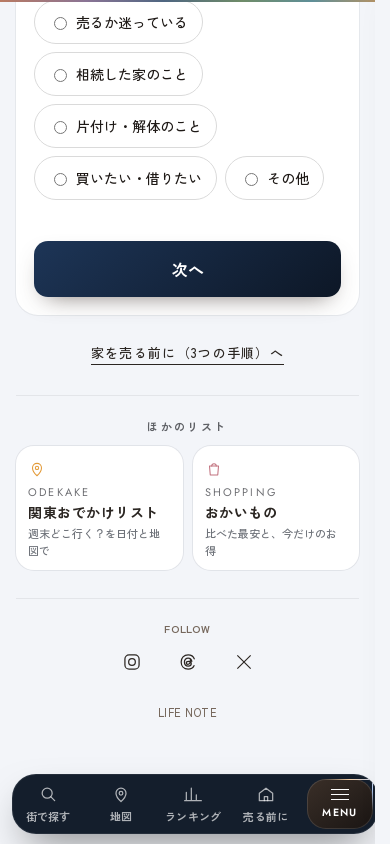 売るか迷っている
相続した家のこと
片付け・解体のこと
買いたい・借りたい
その他
次へ
家を売る前に（3つの手順）へ
ほかのリスト
ODEKAKE
関東おでかけリスト
週末どこ行く？を日付と地
図で
SHOPPING
おかいもの
比べた最安と、今だけのお
得
FOLLOW
LIFE NOTE
街で探す
地図
ランキング
売る前に
MENU